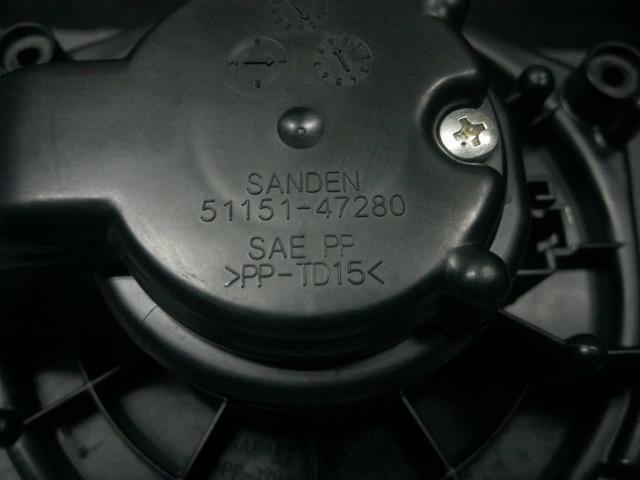 SANDEN
51151-47280
SAE PP
>PP-TD15<